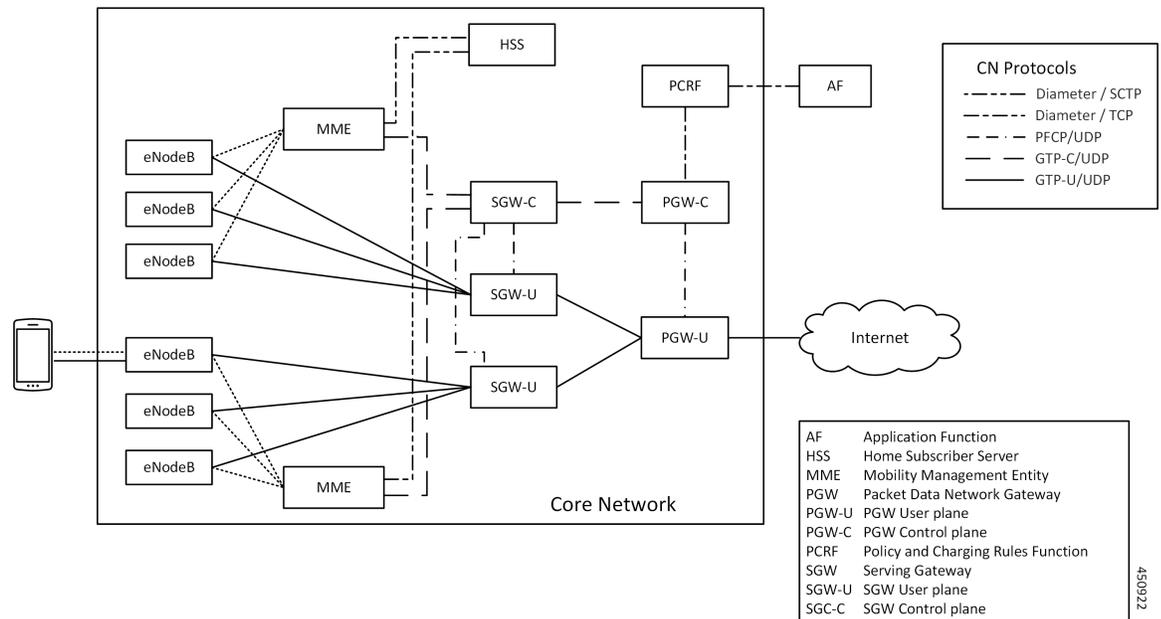 HSS
PCRF
AF
CN Protocols
Diameter / SCTP
Diameter / TCP
PFCP/UDP
GTP-C/UDP
GTP-U/UDP
MME
eNodeB
eNodeB
eNodeB
SGW-C
PGW-C
SGW-U
PGW-U
Internet
eNodeB
eNodeB
eNodeB
SGW-U
MME
Core Network
AF Application Function
HSS Home Subscriber Server
MME Mobility Management Entity
PGW Packet Data Network Gateway
PGW-U PGW User plane
PGW-C PGW Control plane
PCRF Policy and Charging Rules Function
SGW Serving Gateway
SGW-U SGW User plane
SGC-C SGW Control plane
450922